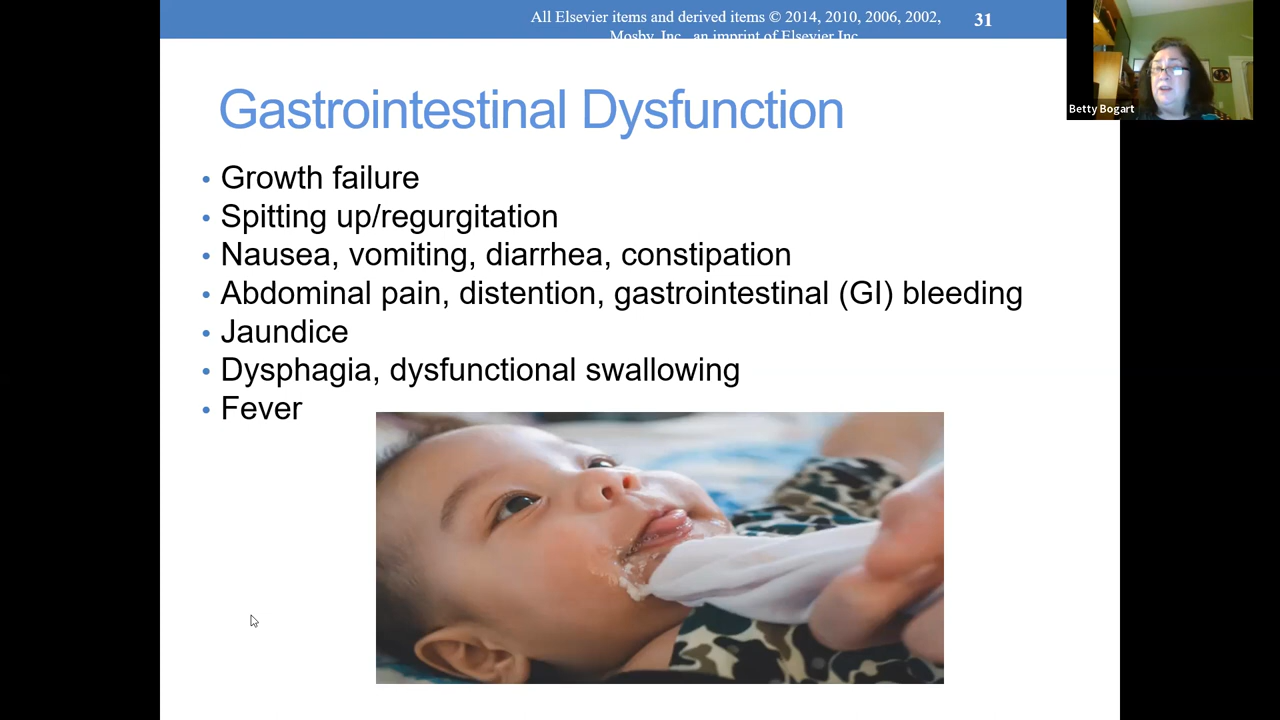 All Elsevier items and derived items © 2014, 2010, 2006, 2002,
31
Mosby, Inc., an imprint of Elsevier Inc.
Betty Bogart
Gastrointestinal Dysfunction
• Growth failure
• Spitting up/regurgitation
• Nausea, vomiting, diarrhea, constipation
• Abdominal pain, distention, gastrointestinal (GI) bleeding
• Jaundice
• Dysphagia, dysfunctional swallowing
• Fever